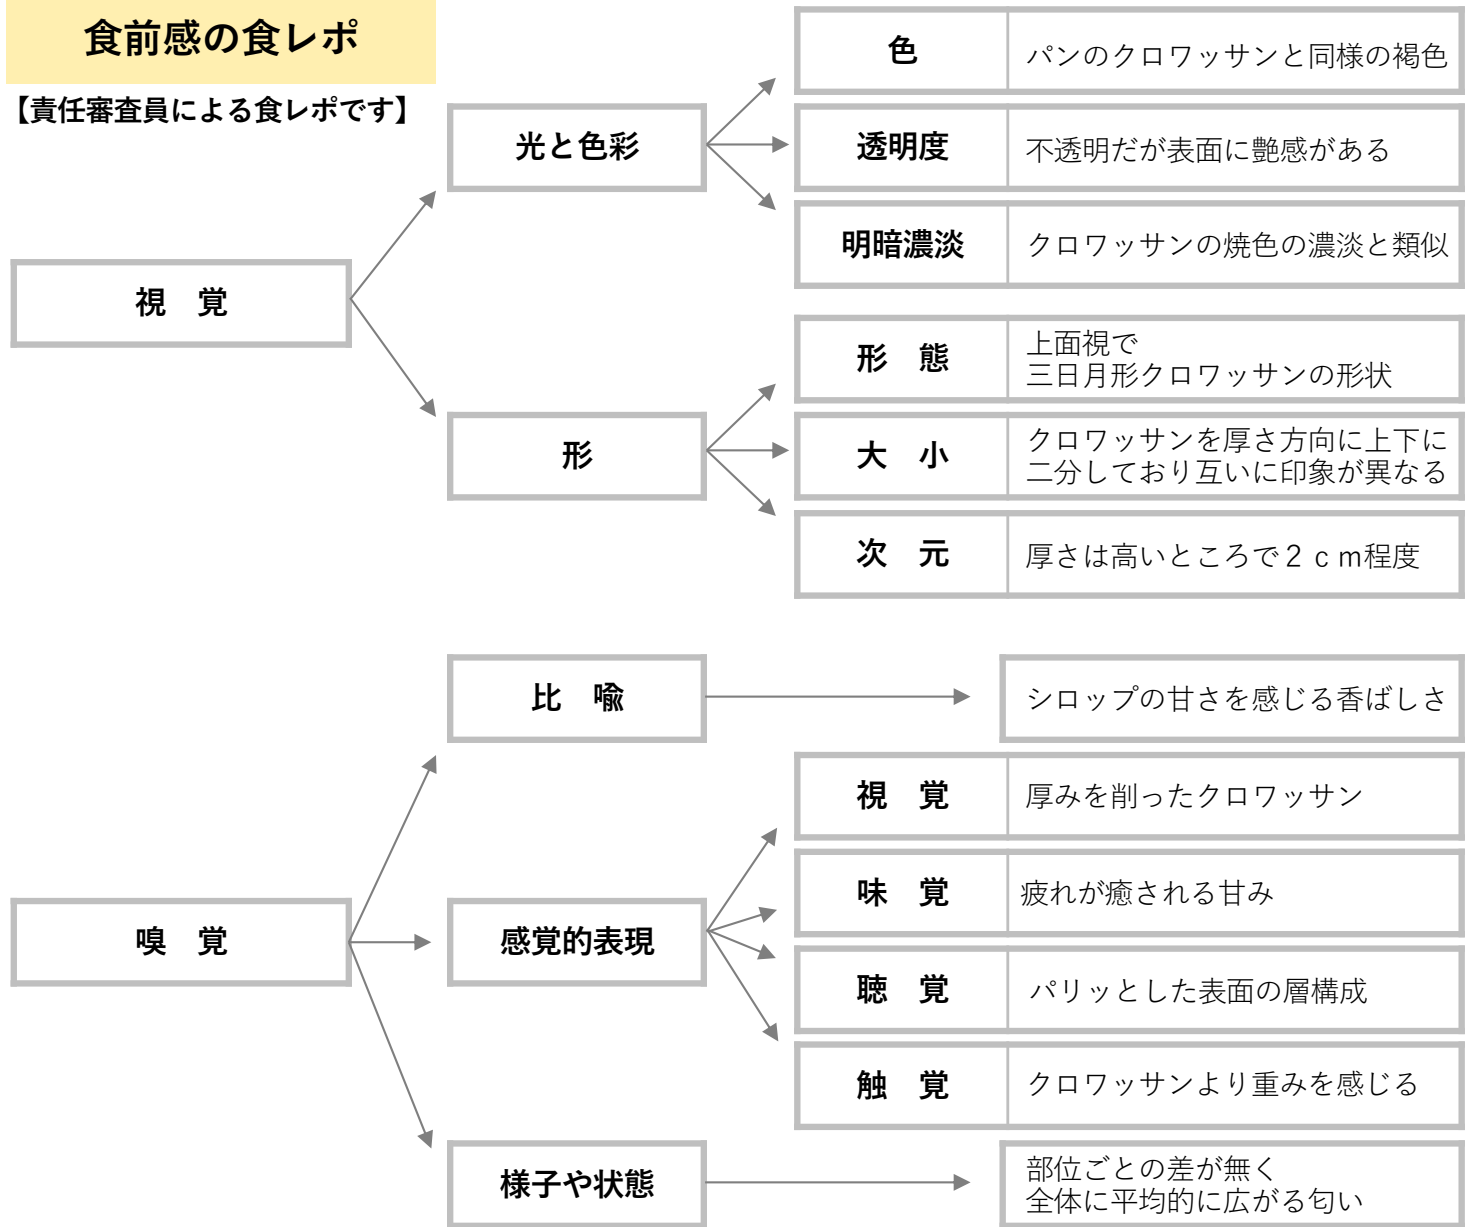 食前感の食レポ
【責任審査員による食レポです】
視　覚
光と色彩
色
パンのクロワッサンと同様の褐色
透明度
不透明だが表面に艶感がある
明暗濃淡
クロワッサンの焼色の濃淡と類似
形
形　態
上面視で
三日月形クロワッサンの形状
大　小
クロワッサンを厚さ方向に上下に
二分しており互いに印象が異なる
次　元
厚さは高いところで２ｃｍ程度
嗅　覚
比　喩
シロップの甘さを感じる香ばしさ
感覚的表現
視　覚
厚みを削ったクロワッサン
味　覚
疲れが癒される甘み
聴　覚
パリッとした表面の層構成
触　覚
クロワッサンより重みを感じる
様子や状態
部位ごとの差が無く
全体に平均的に広がる匂い